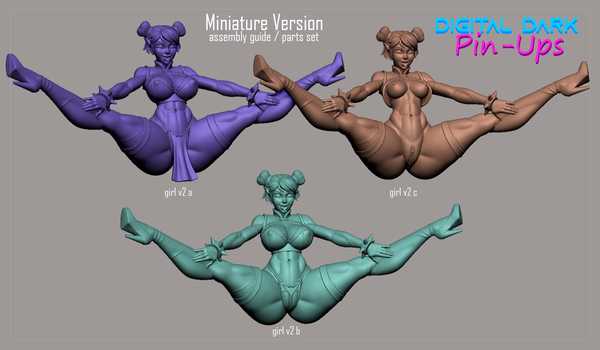 Miniature Version
assembly guide / parts set
DIGITAL DARK
Pin-Ups
girl v2 a
girl v2 c
girl v2 b